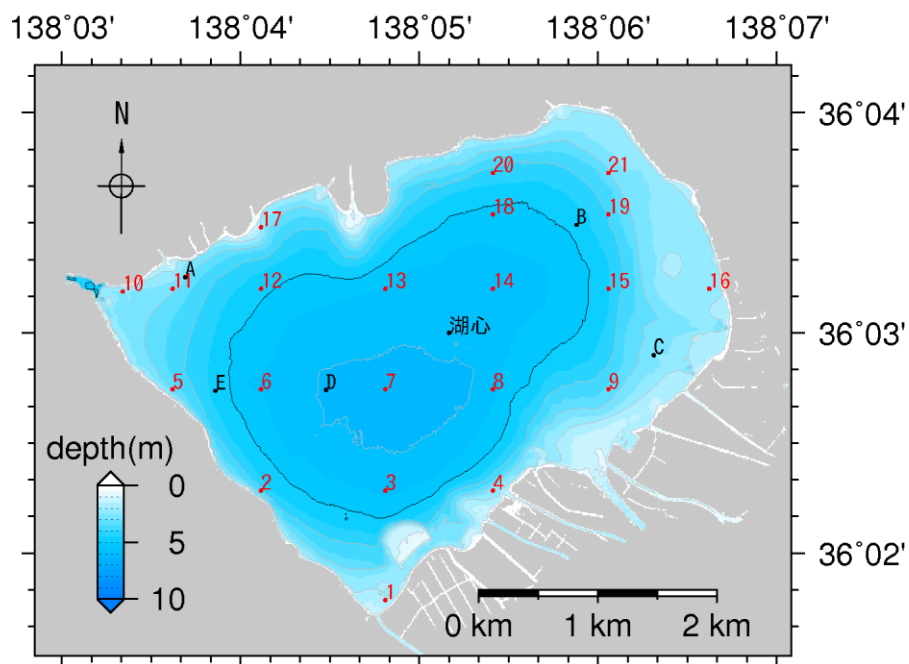 138˚03' 138˚04' 138˚05' 138˚06' 138˚07'
N
36˚04'
20 21
18 19
17 B
A
10 11 12 13 14 15 16
湖心
36˚03'
C
5 E 6 D 7 8 9
depth(m)
0
2 3 4
5
36˚02'
10
1
0 km 1 km 2 km